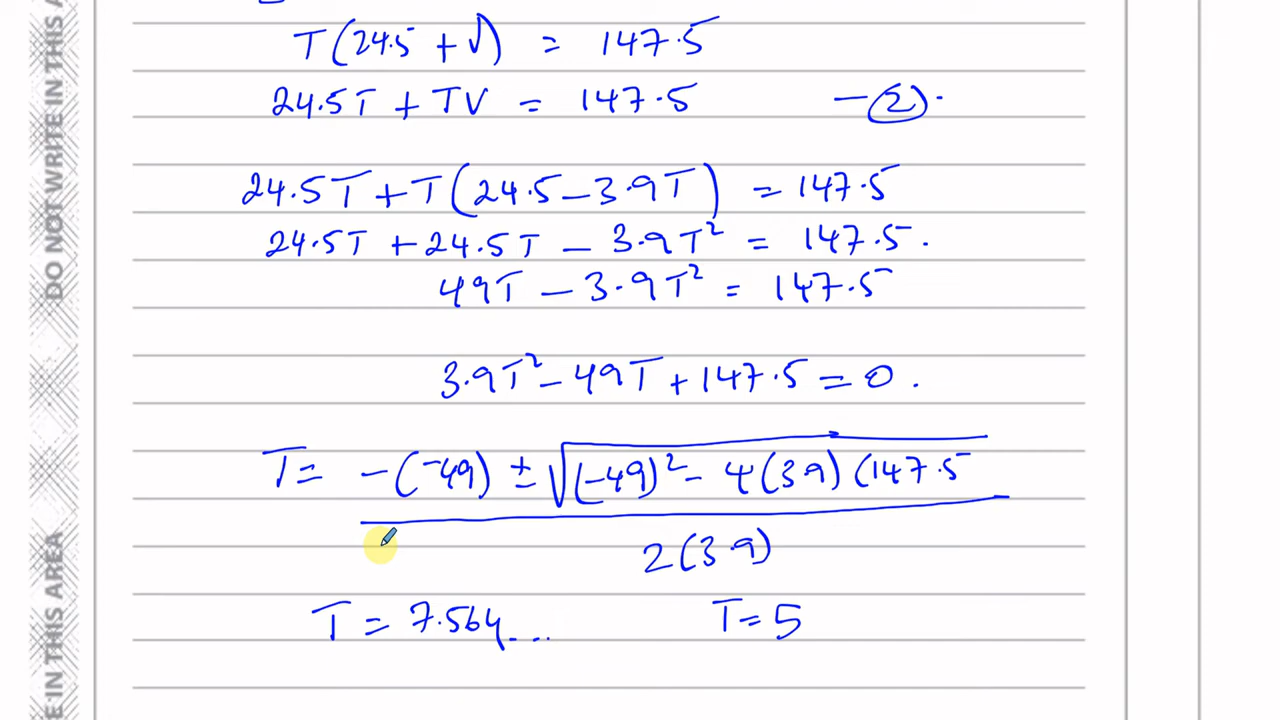 T(24.5 + V) = 147.5
24.5T + TV = 147.5 — (2).
24.5T + T(24.5 – 3.9T) = 147.5
24.5T + 24.5T – 3.9T² = 147.5.
49T – 3.9T² = 147.5
3.9T² – 49T + 147.5 = 0.
T = –(–49) ± √(–49)² – 4(3.9)(147.5
2(3.9)
T = 7.564... T = 5
DO NOT WRITE IN THIS A
E IN THIS AREA